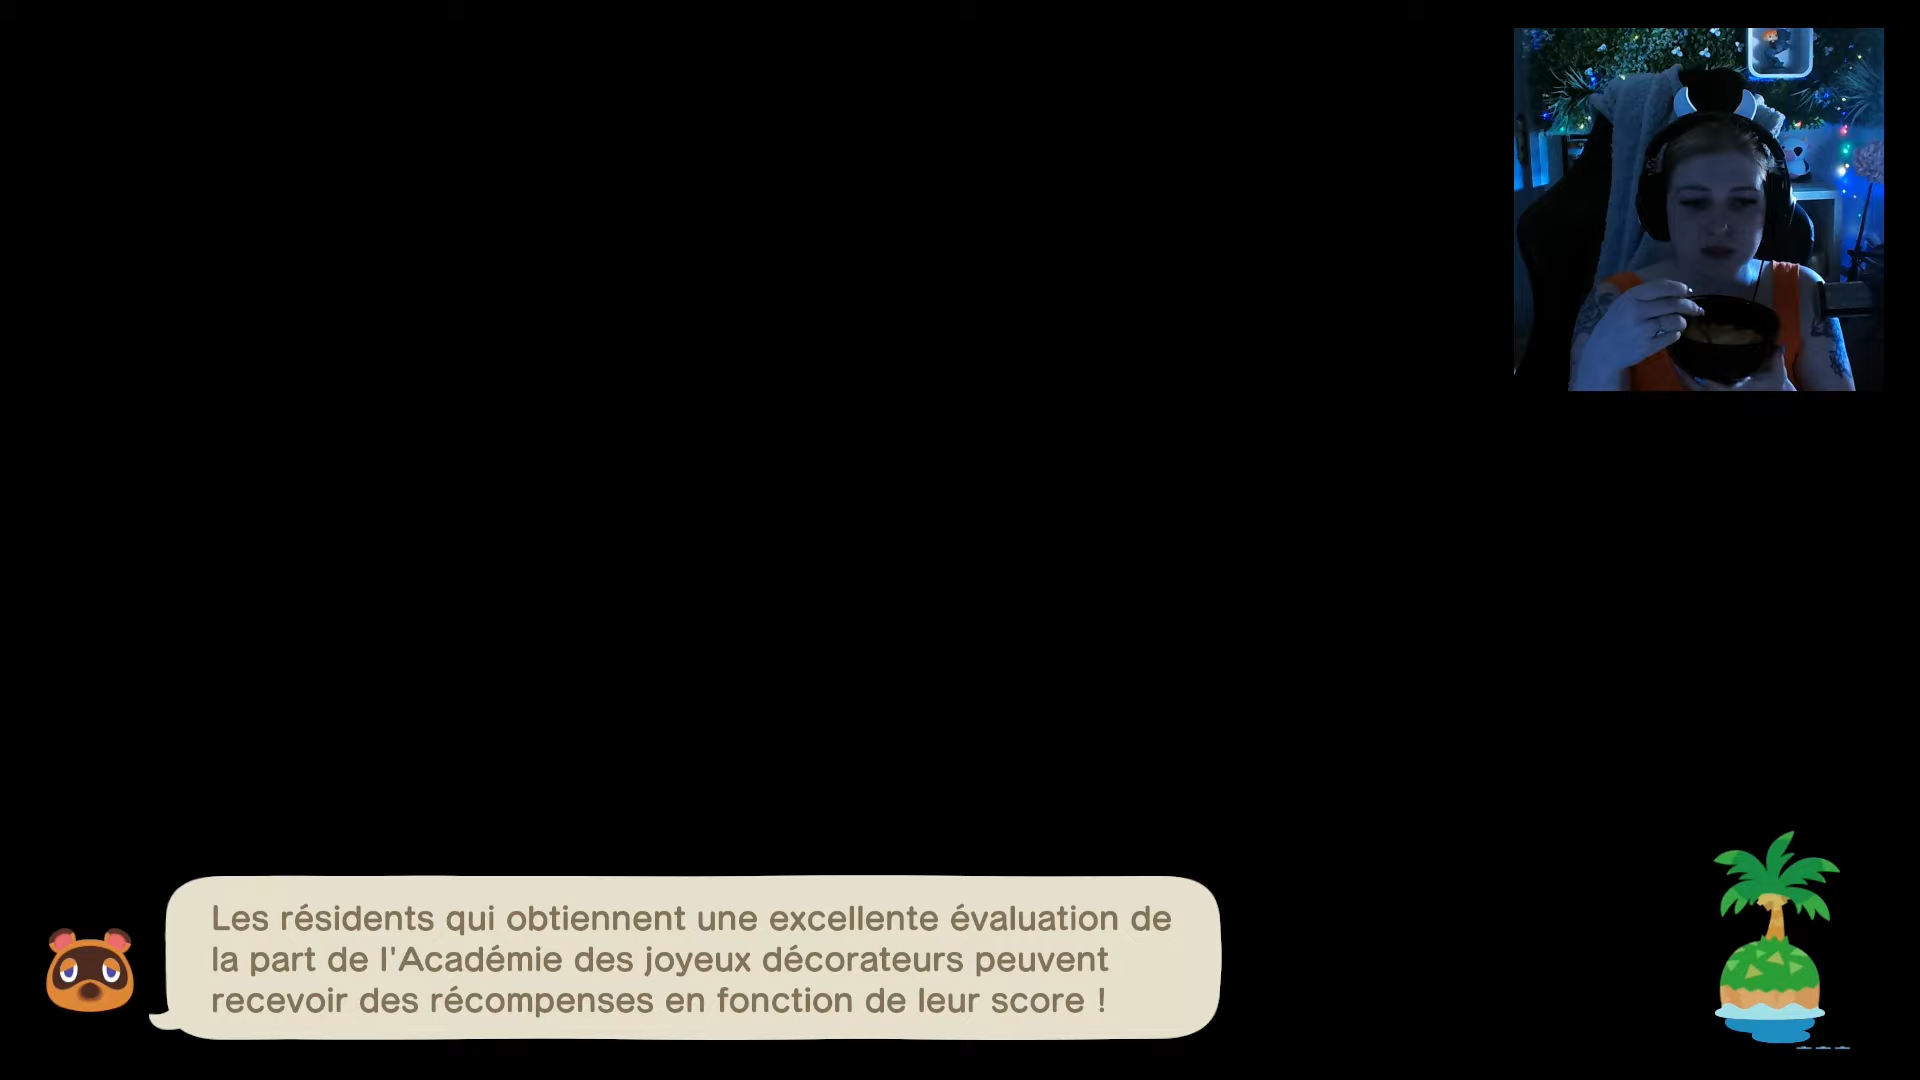 Les résidents qui obtiennent une excellente évaluation de
la part de l'Académie des joyeux décorateurs peuvent
recevoir des récompenses en fonction de leur score !